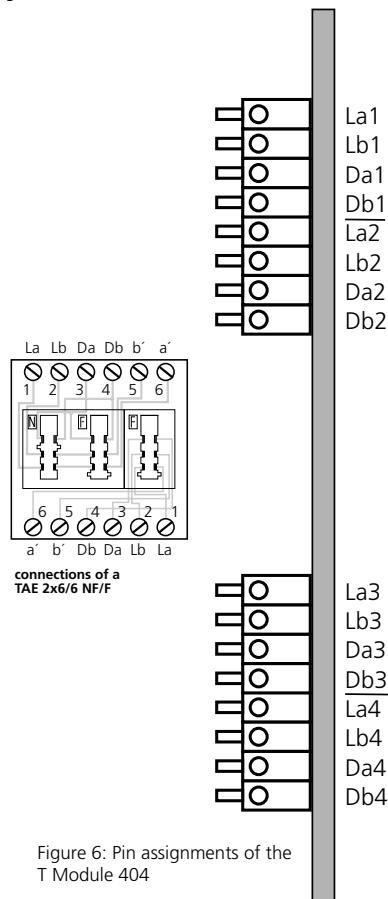 La1
Lb1
Da1
Db1
La2
Lb2
Da2
Db2
La Lb Da Db b´ a´
1 2 3 4 5 6
N F F
6 5 4 3 2 1
a´ b´ Db Da Lb La
connections of a
TAE 2x6/6 NF/F
La3
Lb3
Da3
Db3
La4
Lb4
Da4
Db4
Figure 6: Pin assignments of the
T Module 404